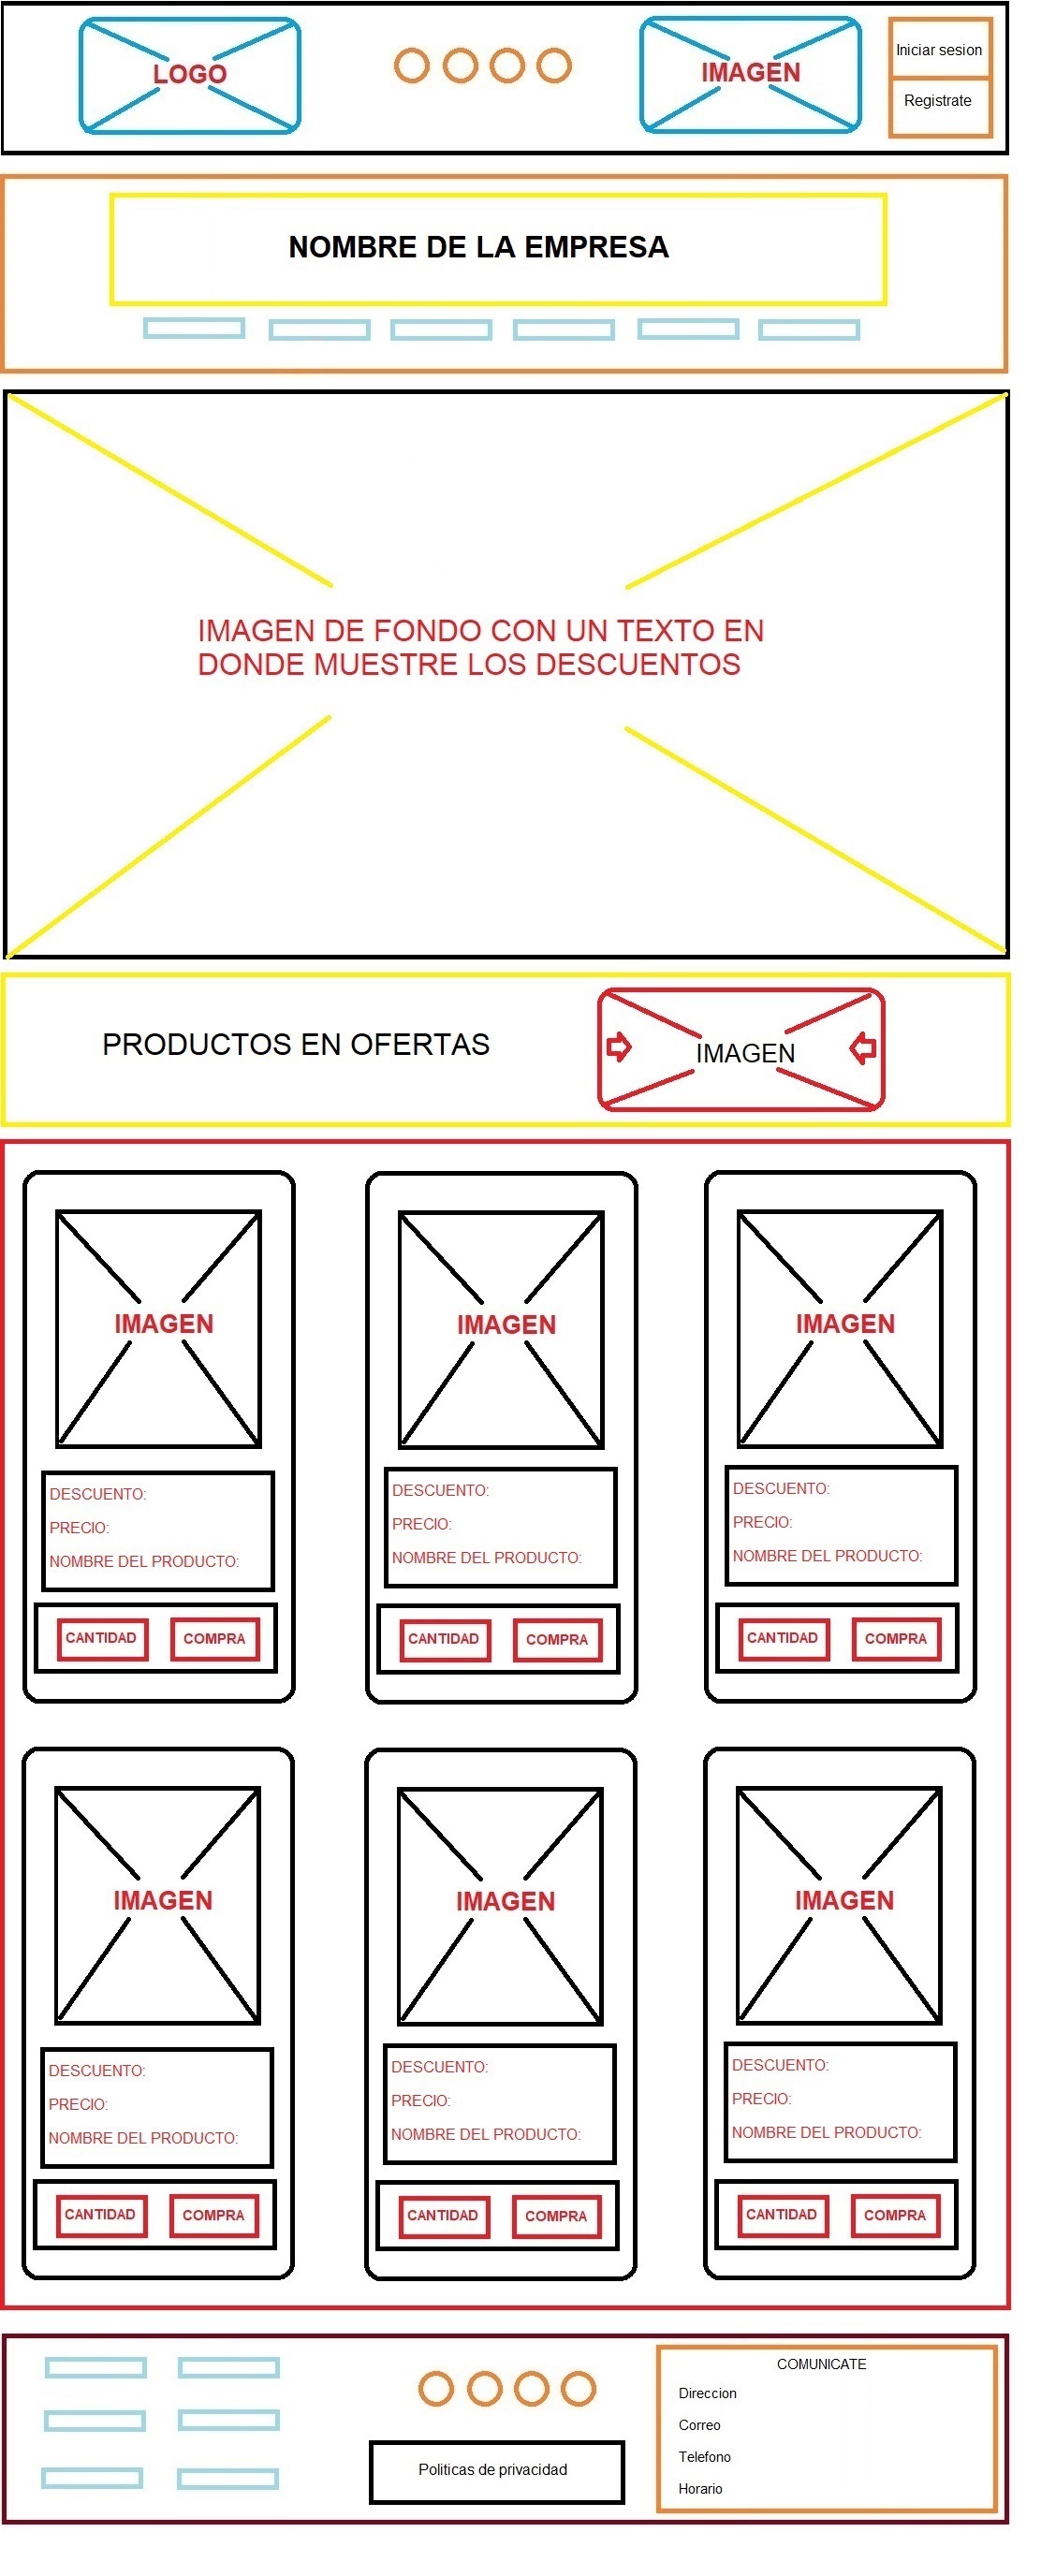 LOGO
IMAGEN
Iniciar sesion
Registrate
NOMBRE DE LA EMPRESA
IMAGEN DE FONDO CON UN TEXTO EN
DONDE MUESTRE LOS DESCUENTOS
PRODUCTOS EN OFERTAS
IMAGEN
IMAGEN
IMAGEN
IMAGEN
DESCUENTO:
PRECIO:
NOMBRE DEL PRODUCTO:
DESCUENTO:
PRECIO:
NOMBRE DEL PRODUCTO:
DESCUENTO:
PRECIO:
NOMBRE DEL PRODUCTO:
CANTIDAD
COMPRA
CANTIDAD
COMPRA
CANTIDAD
COMPRA
IMAGEN
IMAGEN
IMAGEN
DESCUENTO:
PRECIO:
NOMBRE DEL PRODUCTO:
DESCUENTO:
PRECIO:
NOMBRE DEL PRODUCTO:
DESCUENTO:
PRECIO:
NOMBRE DEL PRODUCTO:
CANTIDAD
COMPRA
CANTIDAD
COMPRA
CANTIDAD
COMPRA
Politicas de privacidad
COMUNICATE
Direccion
Correo
Telefono
Horario